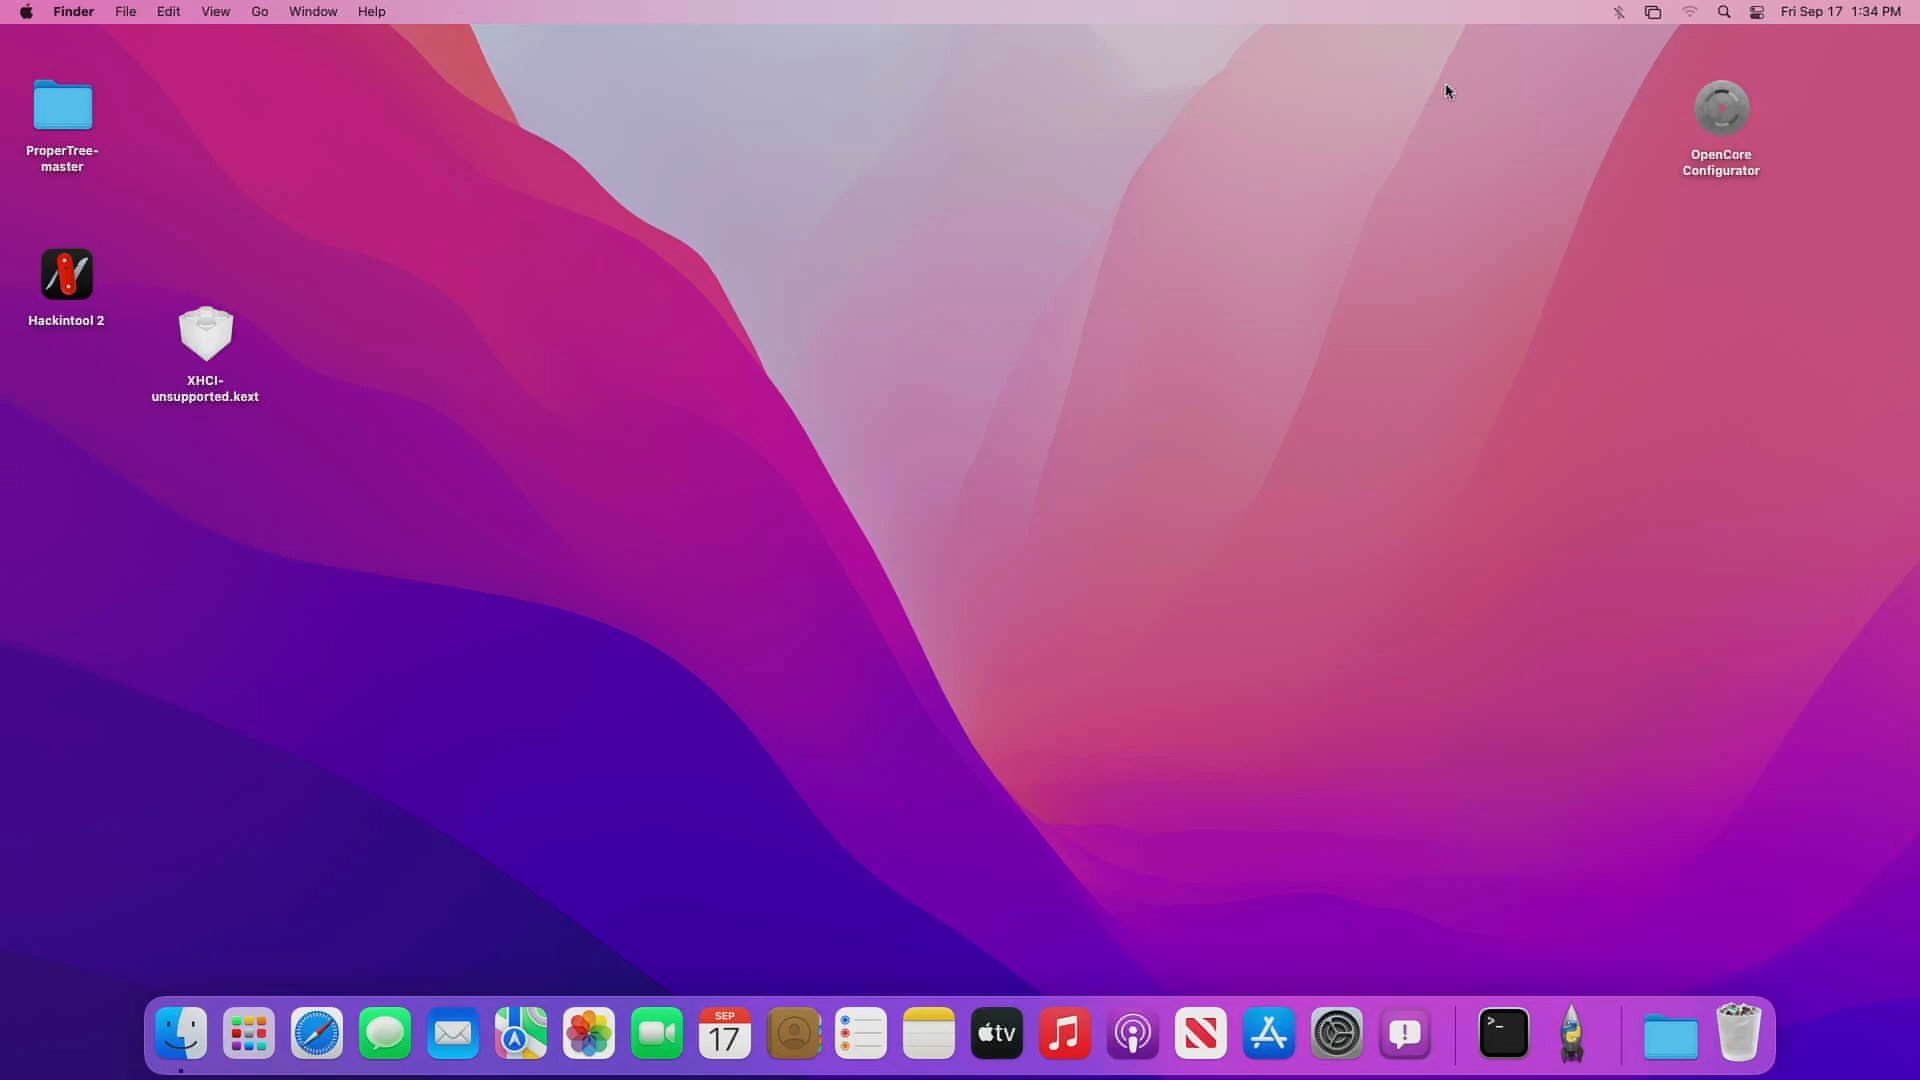 Finder File Edit View Go Window Help
Fri Sep 17 1:34 PM
ProperTree-
master
OpenCore
Configurator
Hackintool 2
XHCI-
unsupported.kext
SEP
17
tv
>_
!